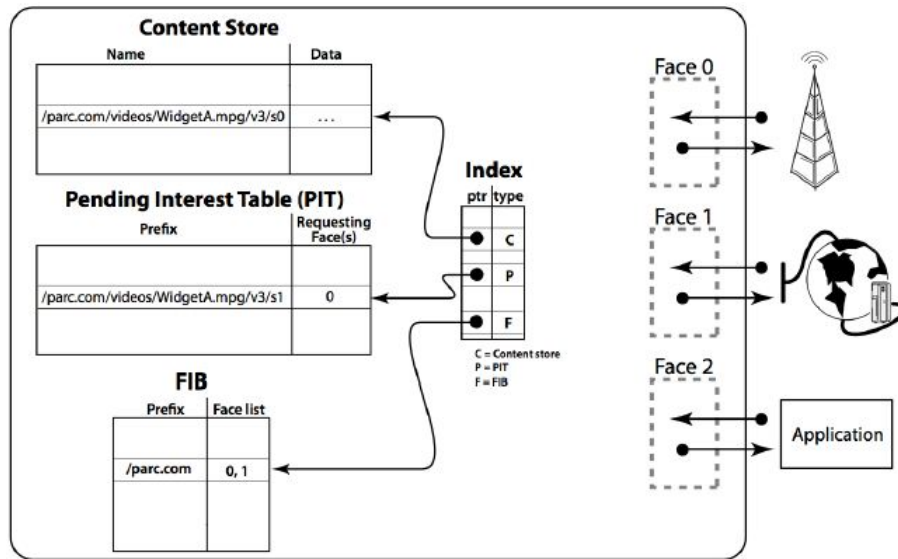 Content Store
Name Data
/parc.com/videos/WidgetA.mpg/v3/s0 ...
Pending Interest Table (PIT)
Prefix Requesting
Face(s)
/parc.com/videos/WidgetA.mpg/v3/s1 0
FIB
Prefix Face list
/parc.com 0, 1
Index
ptr type
C
P
F
C = Content store
P = PIT
F = FIB
Face 0
Face 1
Face 2
Application